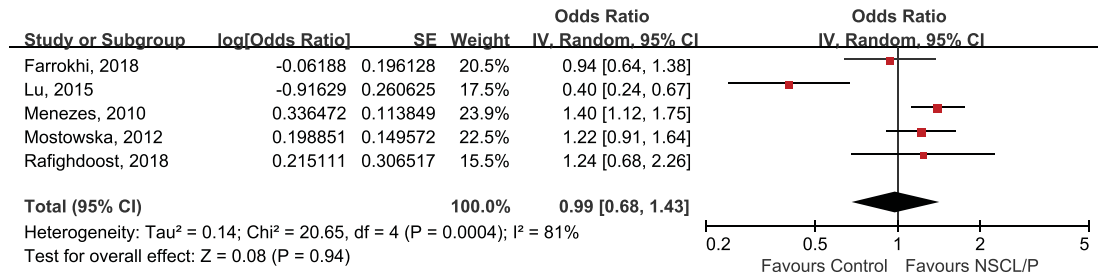 Odds Ratio Odds Ratio
Study or Subgroup log[Odds Ratio] SE Weight IV, Random, 95% CI IV, Random, 95% CI
Farrokhi, 2018 -0.06188 0.196128 20.5% 0.94 [0.64, 1.38]
Lu, 2015 -0.91629 0.260625 17.5% 0.40 [0.24, 0.67]
Menezes, 2010 0.336472 0.113849 23.9% 1.40 [1.12, 1.75]
Mostowska, 2012 0.198851 0.149572 22.5% 1.22 [0.91, 1.64]
Rafighdoost, 2018 0.215111 0.306517 15.5% 1.24 [0.68, 2.26]
Total (95% CI) 100.0% 0.99 [0.68, 1.43]
Heterogeneity: Tau² = 0.14; Chi² = 20.65, df = 4 (P = 0.0004); I² = 81%
Test for overall effect: Z = 0.08 (P = 0.94)
0.2 0.5 1 2 5
Favours Control Favours NSCL/P